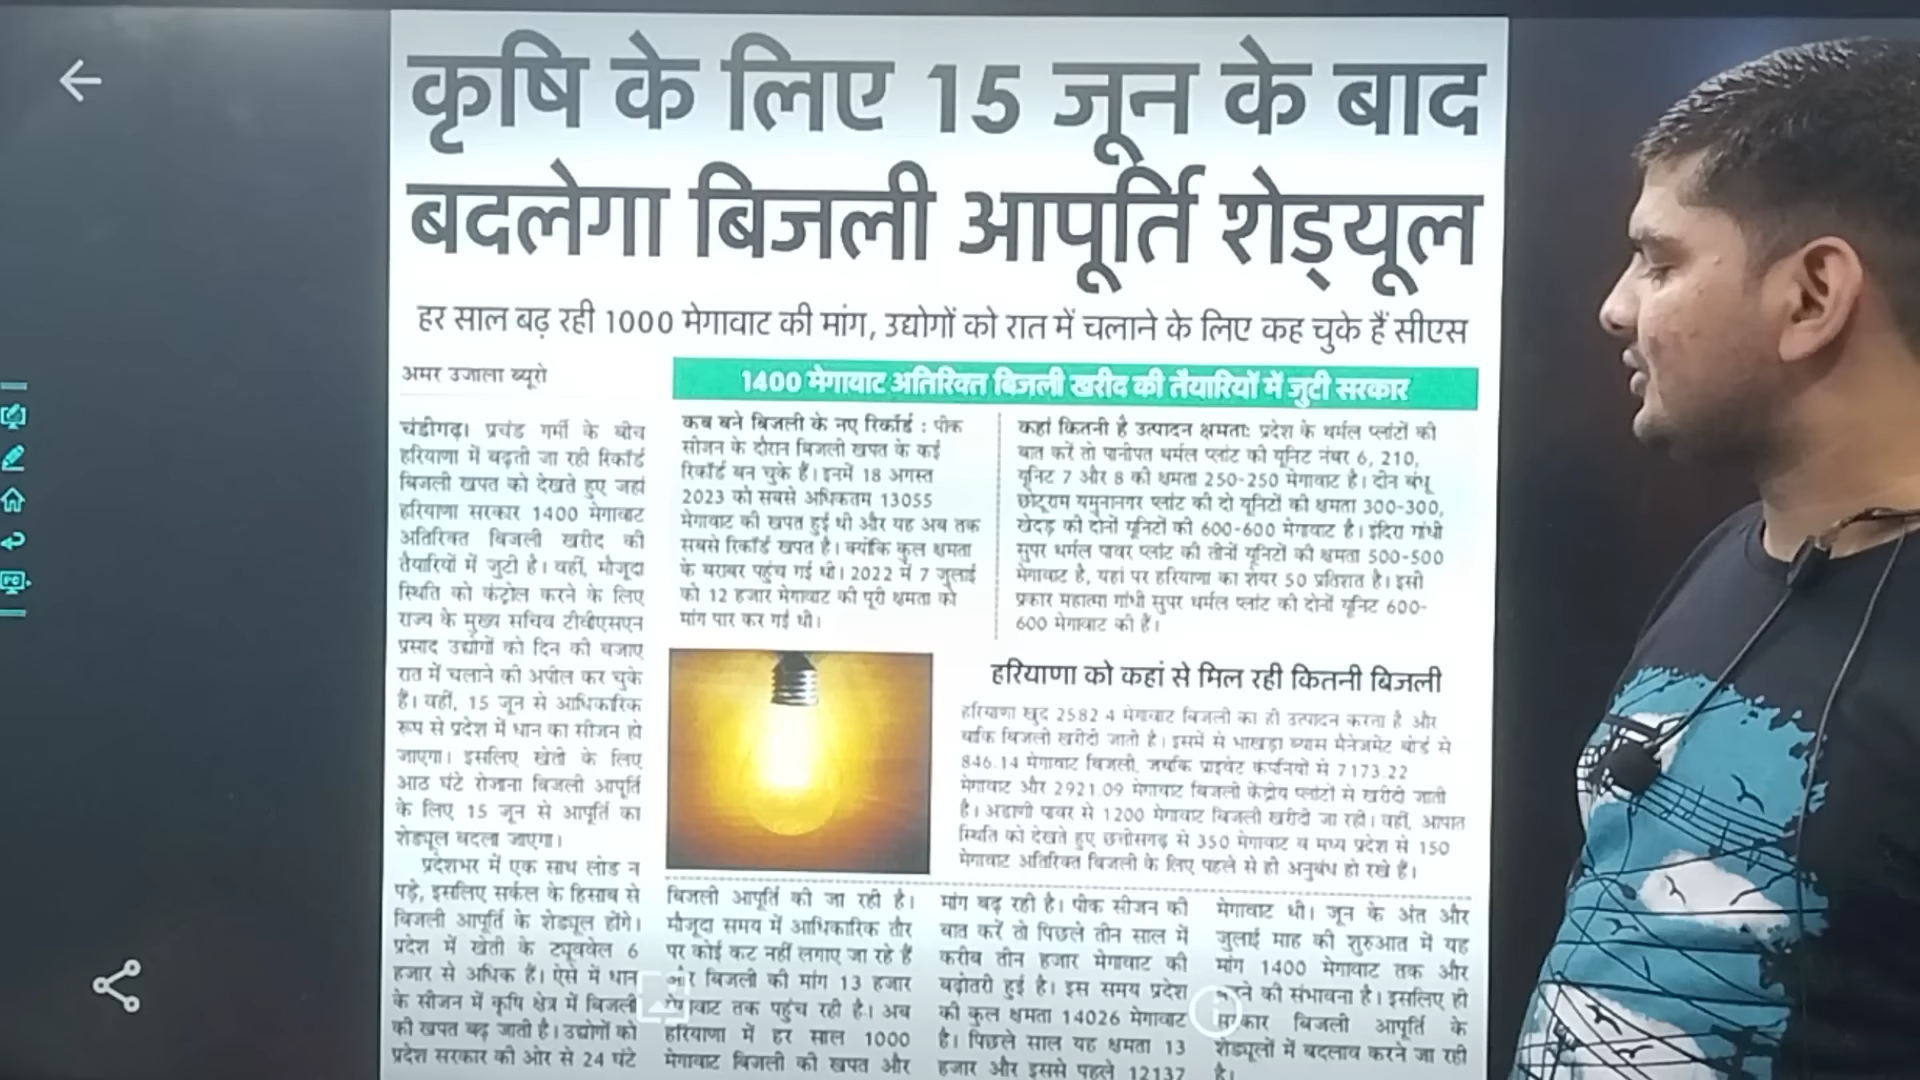 कृषि के लिए 15 जून के बाद
बदलेगा बिजली आपूर्ति शेड्यूल
हर साल बढ़ रही 1000 मेगावाट की मांग, उद्योगों को रात में चलाने के लिए कह चुके हैं सीएस
अमर उजाला ब्यूरो
चंडीगढ़। प्रचंड गर्मी के बीच
हरियाणा में बढ़ती जा रही रिकॉर्ड
बिजली खपत को देखते हुए जहां
हरियाणा सरकार 1400 मेगावाट
अतिरिक्त बिजली खरीद की
तैयारियों में जुटी है। वहीं, मौजूदा
स्थिति को कंट्रोल करने के लिए
राज्य के मुख्य सचिव टीवीएसएन
प्रसाद उद्योगों को दिन की बजाए
रात में चलाने की अपील कर चुके
हैं। वहीं, 15 जून से आधिकारिक
रूप से प्रदेश में धान का सीजन हो
जाएगा। इसलिए खेती के लिए
आठ घंटे रोजाना बिजली आपूर्ति
के लिए 15 जून से आपूर्ति का
शेड्यूल बदला जाएगा।
प्रदेशभर में एक साथ लोड न
पड़े, इसलिए सर्कल के हिसाब से
बिजली आपूर्ति के शेड्यूल होंगे।
प्रदेश में खेती के ट्यूबवेल 6
हजार से अधिक हैं। ऐसे में धान
के सीजन में कृषि क्षेत्र में बिजली
की खपत बढ़ जाती है। उद्योगों को
प्रदेश सरकार की ओर से 24 घंटे
1400 मेगावाट अतिरिक्त बिजली खरीद की तैयारियों में जुटी सरकार
कब बने बिजली के नए रिकॉर्ड : पीक
सीजन के दौरान बिजली खपत के कई
रिकॉर्ड बन चुके हैं। इनमें 18 अगस्त
2023 को सबसे अधिकतम 13055
मेगावाट की खपत हुई थी और यह अब तक
सबसे रिकॉर्ड खपत है। क्योंकि कुल क्षमता
के बराबर पहुंच गई थी। 2022 में 7 जुलाई
को 12 हजार मेगावाट की पूरी क्षमता को
मांग पार कर गई थी।
कहां कितनी है उत्पादन क्षमता: प्रदेश के थर्मल प्लांटों की
बात करें तो पानीपत थर्मल प्लांट की यूनिट नंबर 6, 210,
यूनिट 7 और 8 की क्षमता 250-250 मेगावाट है। दीन बंधू
छोटूराम यमुनानगर प्लांट की दो यूनिटों की क्षमता 300-300,
खेदड़ की दोनों यूनिटों की 600-600 मेगावाट है। इंदिरा गांधी
सुपर थर्मल पावर प्लांट की तीनों यूनिटों की क्षमता 500-500
मेगावाट है, यहां पर हरियाणा का शेयर 50 प्रतिशत है। इसी
प्रकार महात्मा गांधी सुपर थर्मल प्लांट की दोनों यूनिट 600-
600 मेगावाट की हैं।
हरियाणा को कहां से मिल रही कितनी बिजली
हरियाणा खुद 2582.4 मेगावाट बिजली का ही उत्पादन करता है और
बाकि बिजली खरीदी जाती है। इसमें से भाखड़ा ब्यास मैनेजमेंट बोर्ड से
846.14 मेगावाट बिजली, जबकि प्राइवेट कंपनियों से 7173.22
मेगावाट और 2921.09 मेगावाट बिजली केंद्रीय प्लांटों से खरीदी जाती
है। अडाणी पावर से 1200 मेगावाट बिजली खरीदी जा रही। वहीं, आपात
स्थिति को देखते हुए छत्तीसगढ़ से 350 मेगावाट व मध्य प्रदेश से 150
मेगावाट अतिरिक्त बिजली के लिए पहले से ही अनुबंध हो रखे हैं।
बिजली आपूर्ति की जा रही है।
मौजूदा समय में आधिकारिक तौर
पर कोई कट नहीं लगाए जा रहे हैं
और बिजली की मांग 13 हजार
मेगावाट तक पहुंच रही है। अब
हरियाणा में हर साल 1000
मेगावाट बिजली की खपत और
मांग बढ़ रही है। पीक सीजन की
बात करें तो पिछले तीन साल में
करीब तीन हजार मेगावाट की
बढ़ोतरी हुई है। इस समय प्रदेश
की कुल क्षमता 14026 मेगावाट
है। पिछले साल यह क्षमता 13
हजार और इससे पहले 12137
मेगावाट थी। जून के अंत और
जुलाई माह की शुरुआत में यह
मांग 1400 मेगावाट तक और
बढ़ने की संभावना है। इसलिए ही
सरकार बिजली आपूर्ति के
शेड्यूलों में बदलाव करने जा रही
है।